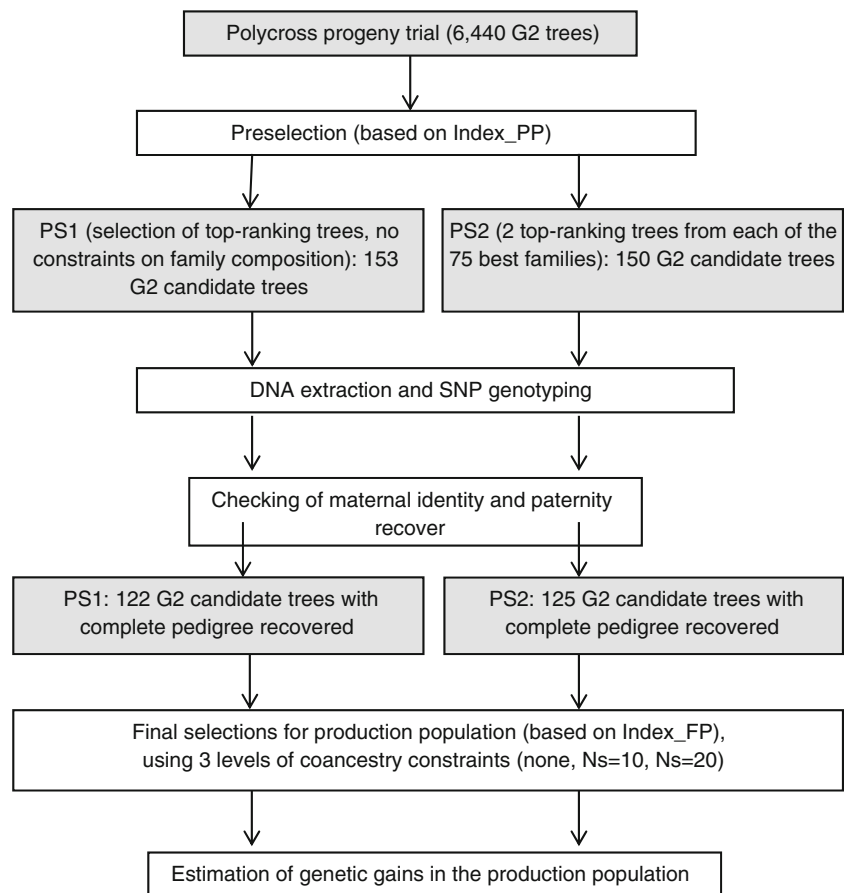 Polycross progeny trial (6,440 G2 trees)
Preselection (based on Index_PP)
PS1 (selection of top-ranking trees, no
constraints on family composition): 153
G2 candidate trees
PS2 (2 top-ranking trees from each of the
75 best families): 150 G2 candidate trees
DNA extraction and SNP genotyping
Checking of maternal identity and paternity
recover
PS1: 122 G2 candidate trees with
complete pedigree recovered
PS2: 125 G2 candidate trees with
complete pedigree recovered
Final selections for production population (based on Index_FP),
using 3 levels of coancestry constraints (none, Ns=10, Ns=20)
Estimation of genetic gains in the production population